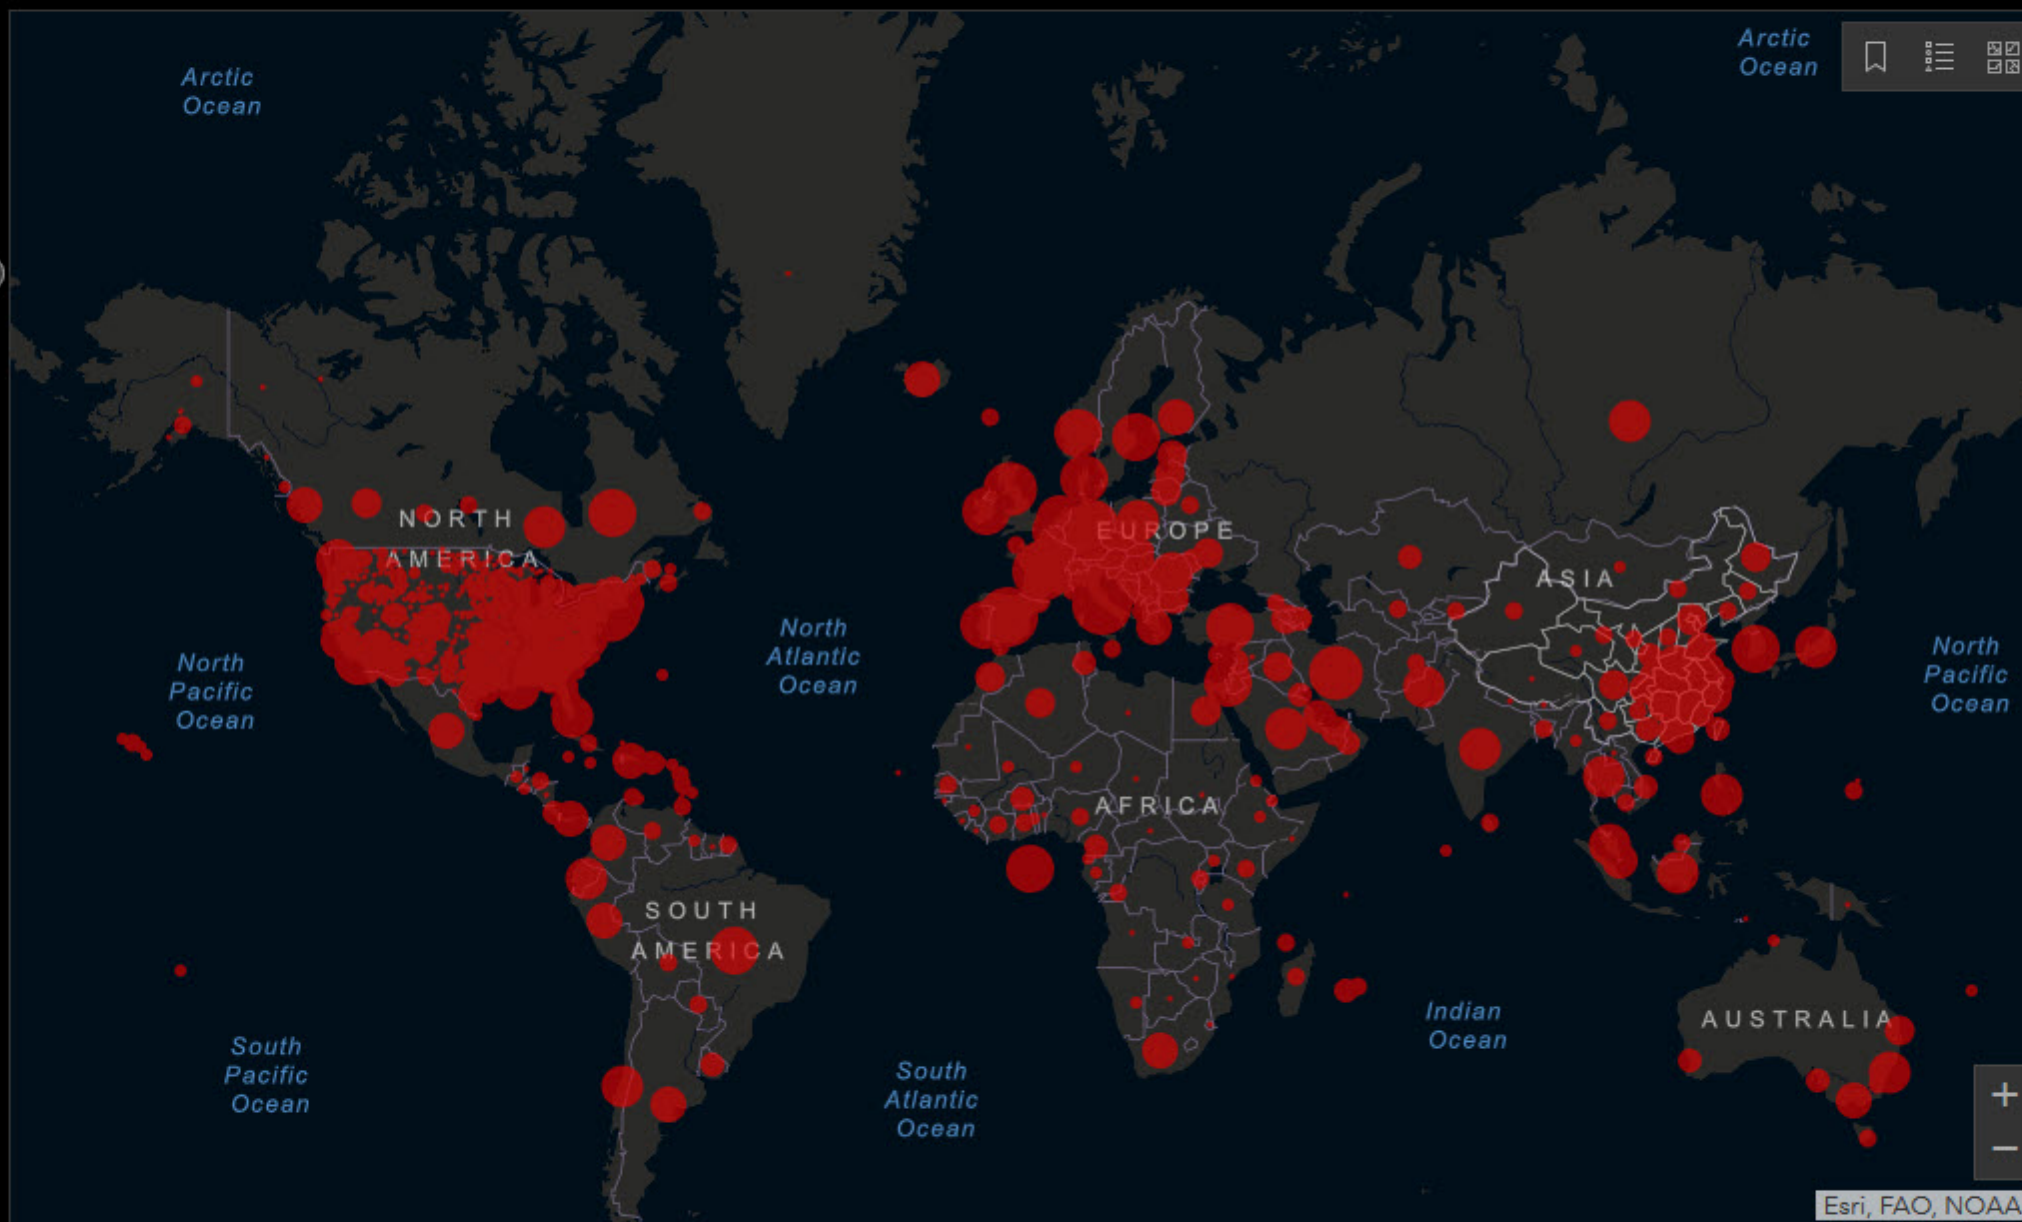 Arctic
Ocean
Arctic
Ocean
NORTH
AMERICA
EUROPE
ASIA
North
Pacific
Ocean
North
Atlantic
Ocean
North
Pacific
Ocean
AFRICA
SOUTH
AMERICA
Indian
Ocean
AUSTRALIA
South
Pacific
Ocean
South
Atlantic
Ocean
+
−
Esri, FAO, NOAA